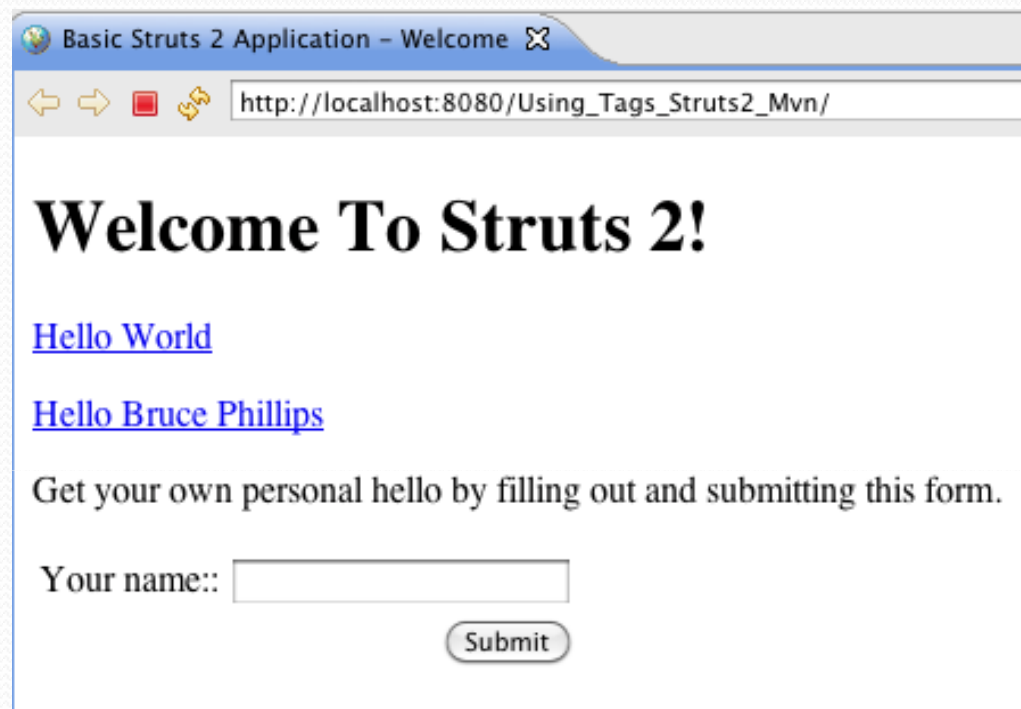 Basic Struts 2 Application – Welcome
http://localhost:8080/Using_Tags_Struts2_Mvn/
Welcome To Struts 2!
Hello World
Hello Bruce Phillips
Get your own personal hello by filling out and submitting this form.
Your name::
Submit